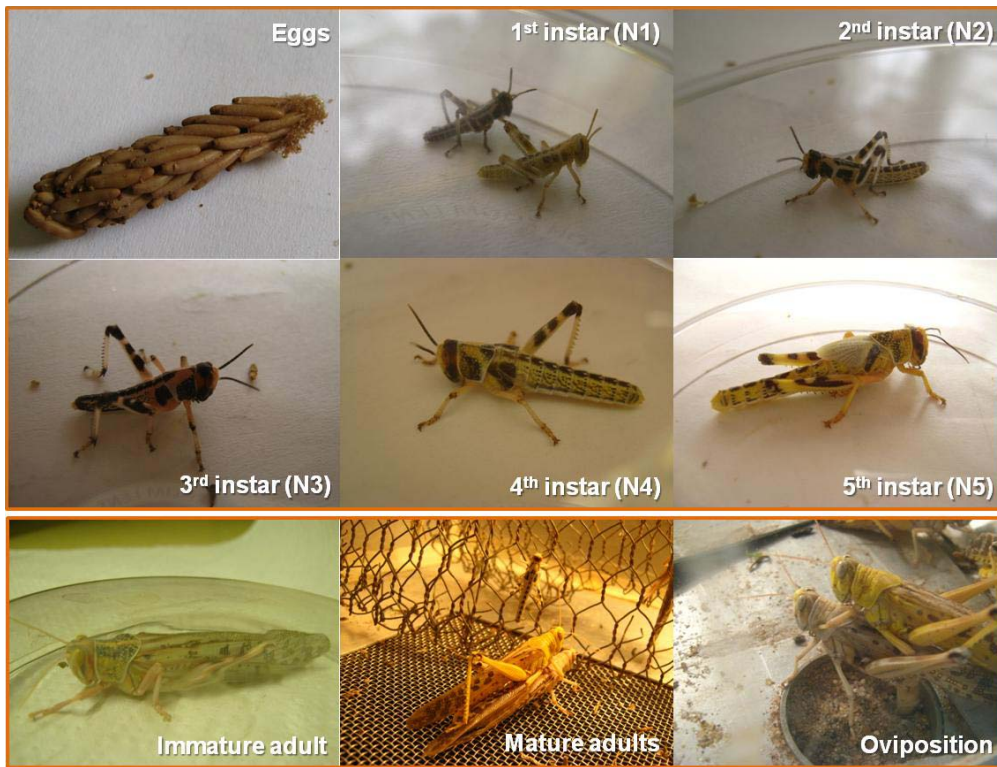 Eggs
1st instar (N1)
2nd instar (N2)
3rd instar (N3)
4th instar (N4)
5th instar (N5)
Immature adult
Mature adults
Oviposition